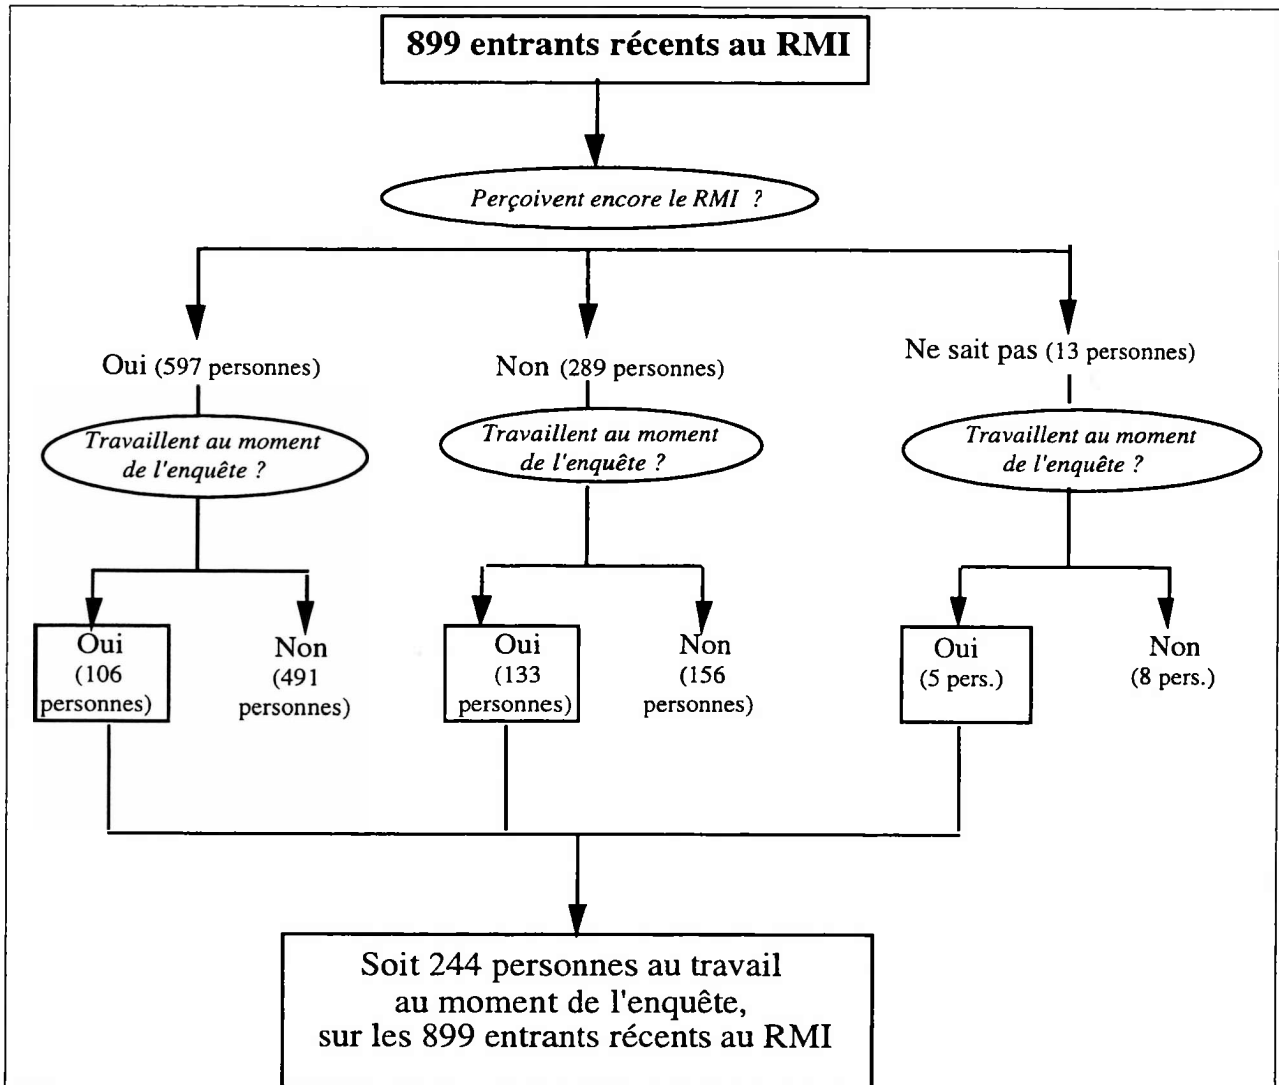 899 entrants récents au RMI
Perçoivent encore le RMI ?
Oui (597 personnes)
Non (289 personnes)
Ne sait pas (13 personnes)
Travaillent au moment
de l'enquête ?
Travaillent au moment
de l'enquête ?
Travaillent au moment
de l'enquête ?
Oui
(106
personnes)
Non
(491
personnes)
Oui
(133
personnes)
Non
(156
personnes)
Oui
(5 pers.)
Non
(8 pers.)
Soit 244 personnes au travail
au moment de l'enquête,
sur les 899 entrants récents au RMI